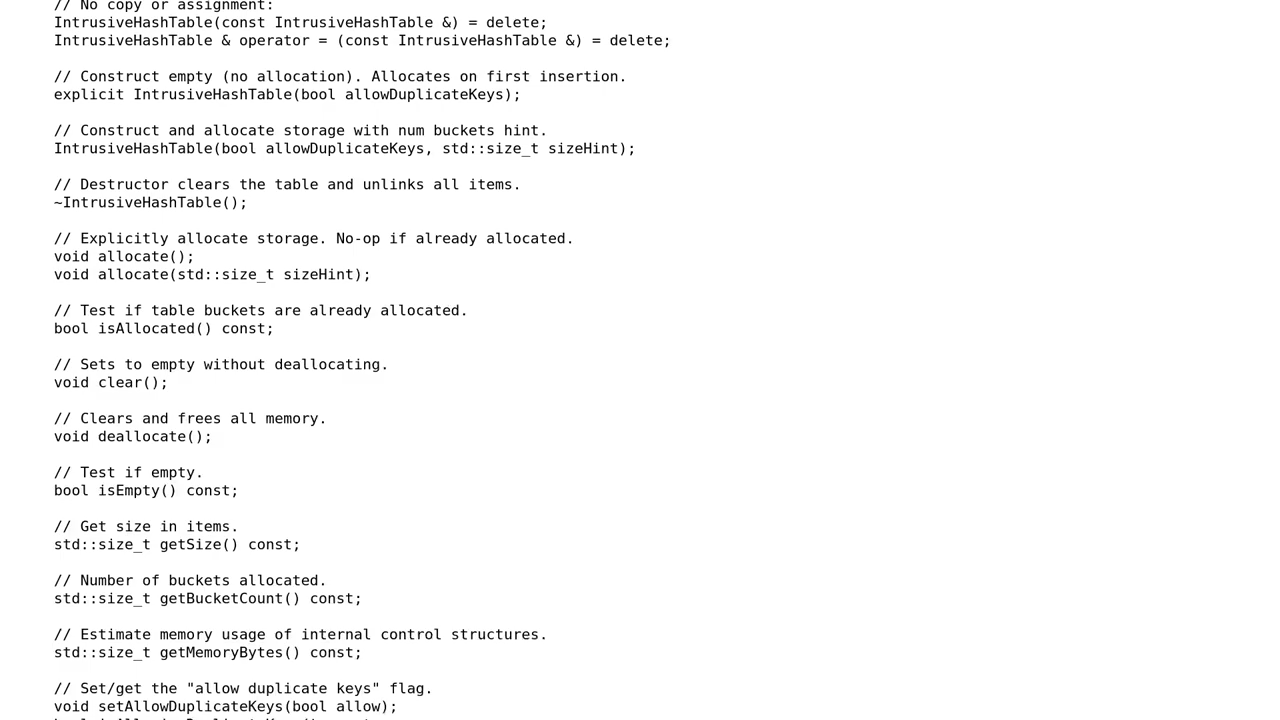 // No copy or assignment:
IntrusiveHashTable(const IntrusiveHashTable &) = delete;
IntrusiveHashTable & operator = (const IntrusiveHashTable &) = delete;
// Construct empty (no allocation). Allocates on first insertion.
explicit IntrusiveHashTable(bool allowDuplicateKeys);
// Construct and allocate storage with num buckets hint.
IntrusiveHashTable(bool allowDuplicateKeys, std::size_t sizeHint);
// Destructor clears the table and unlinks all items.
~IntrusiveHashTable();
// Explicitly allocate storage. No-op if already allocated.
void allocate();
void allocate(std::size_t sizeHint);
// Test if table buckets are already allocated.
bool isAllocated() const;
// Sets to empty without deallocating.
void clear();
// Clears and frees all memory.
void deallocate();
// Test if empty.
bool isEmpty() const;
// Get size in items.
std::size_t getSize() const;
// Number of buckets allocated.
std::size_t getBucketCount() const;
// Estimate memory usage of internal control structures.
std::size_t getMemoryBytes() const;
// Set/get the "allow duplicate keys" flag.
void setAllowDuplicateKeys(bool allow);